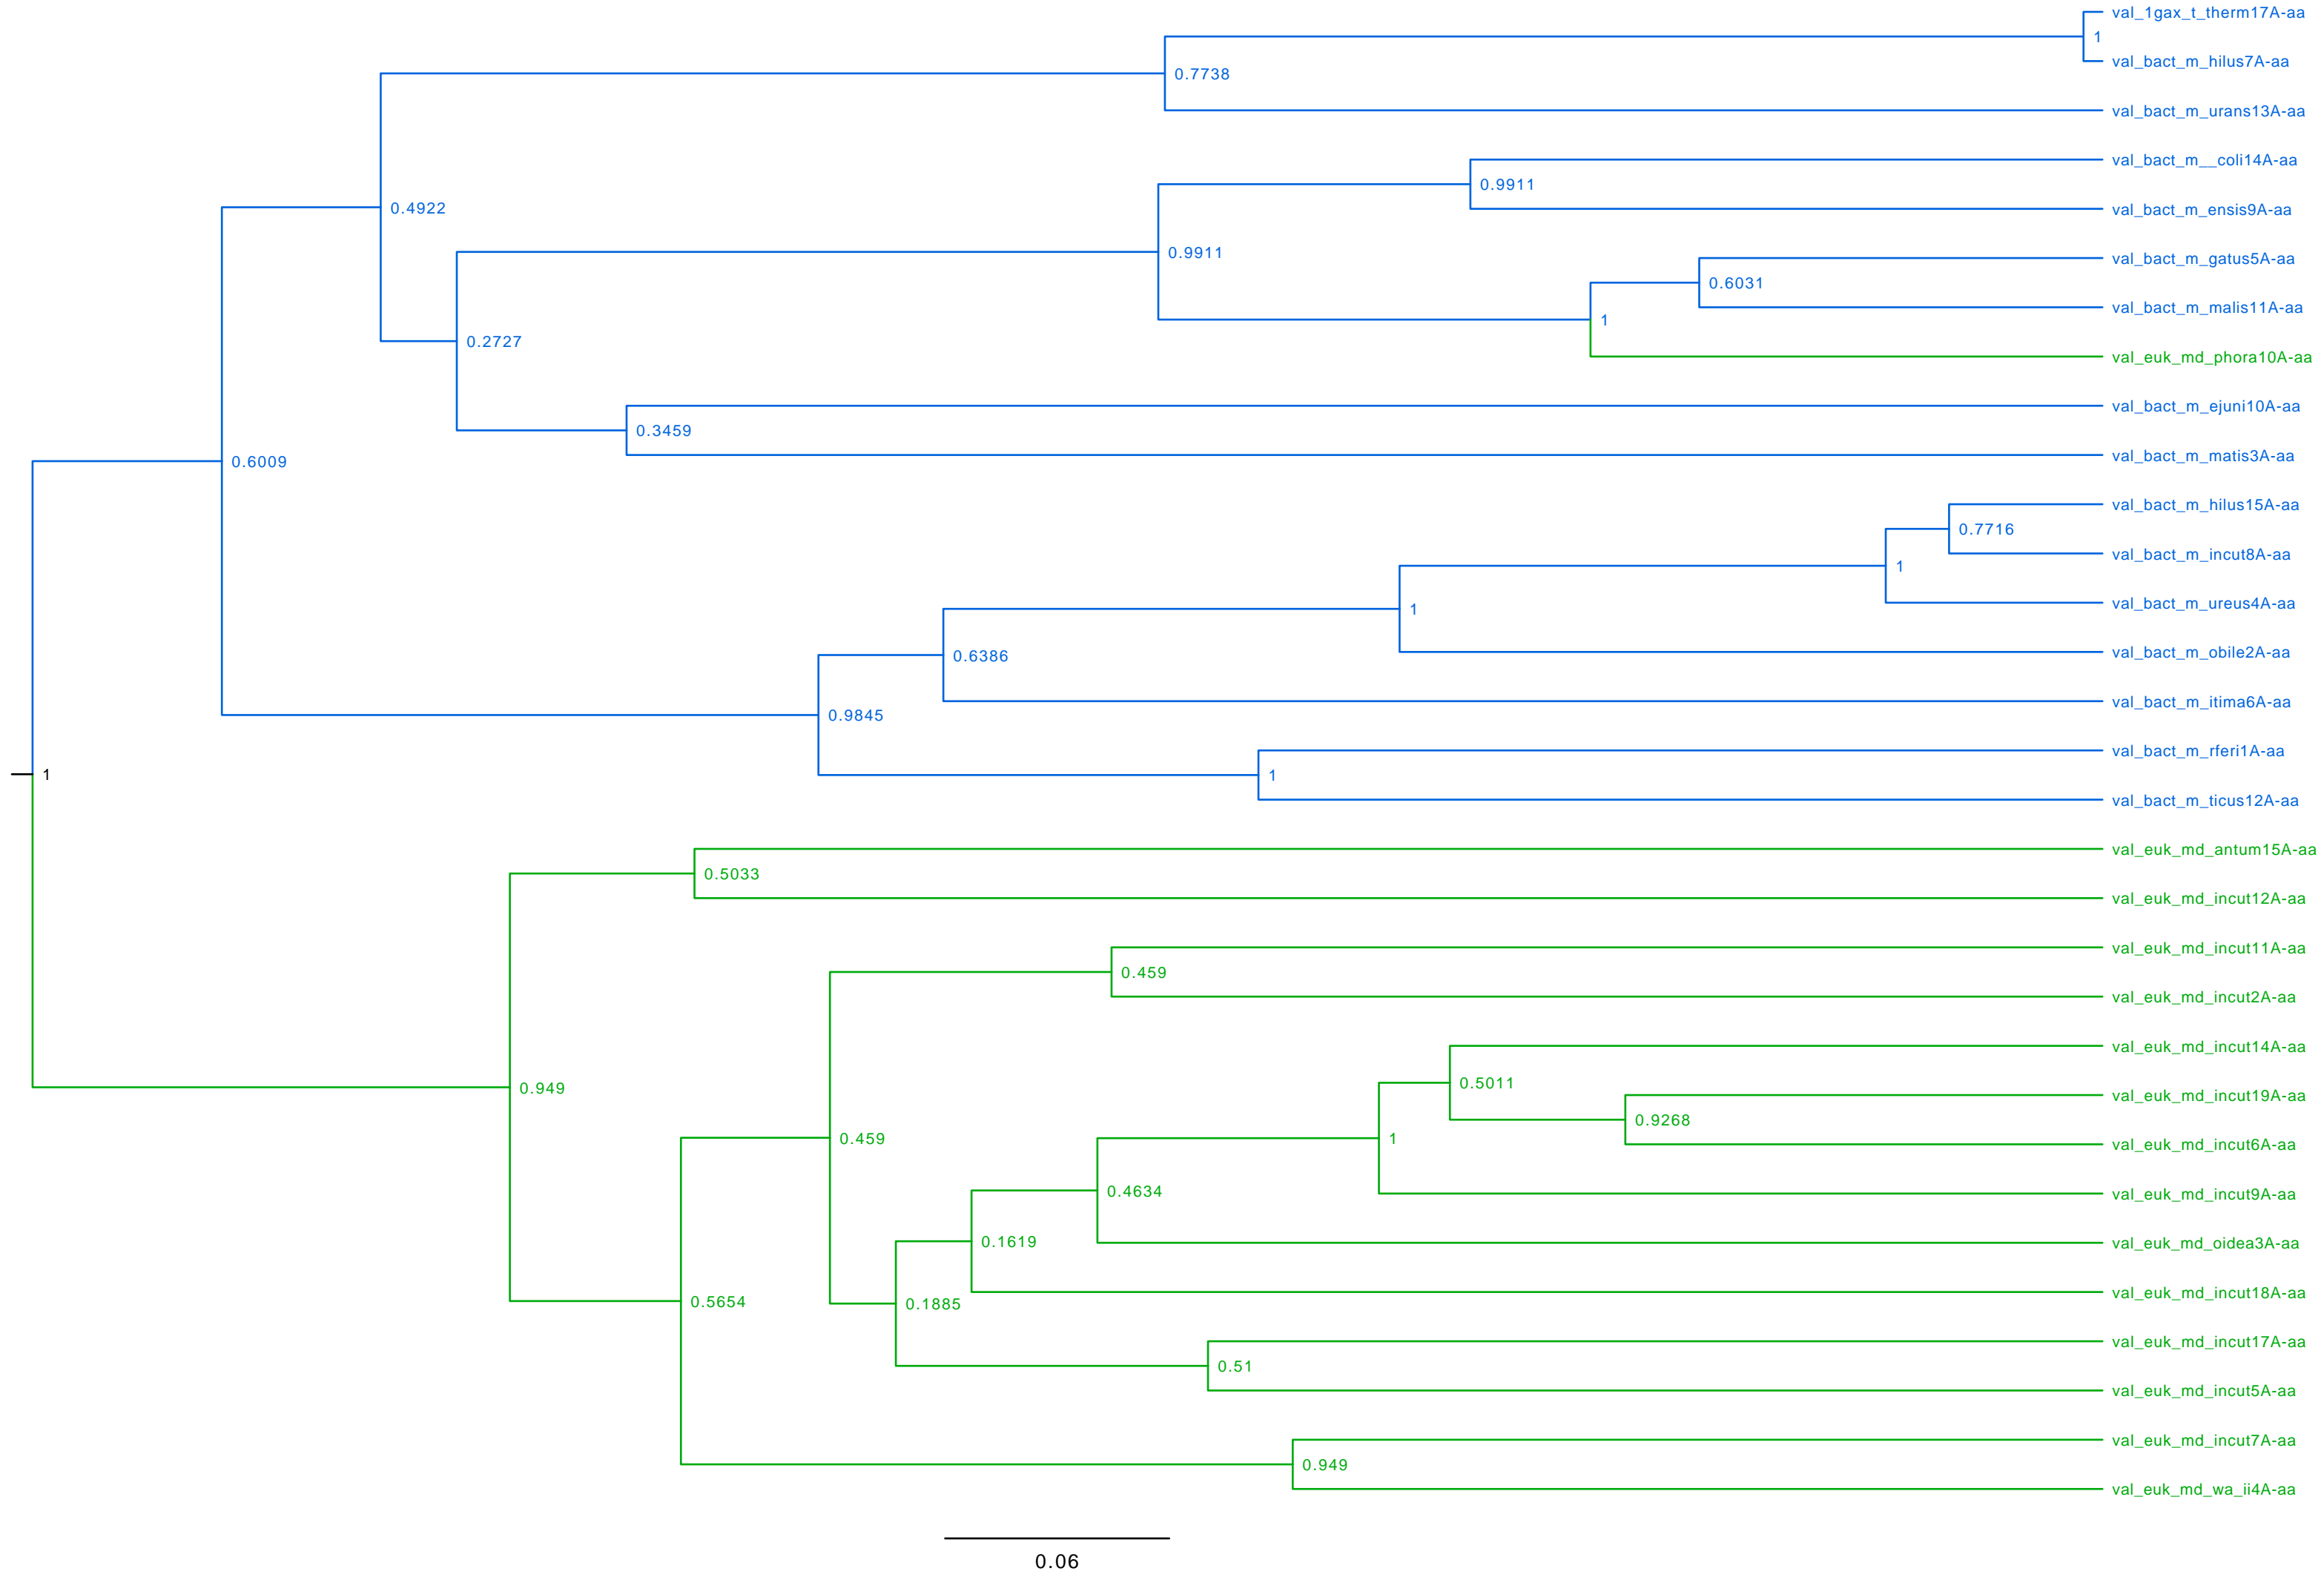 val_1gax_t_therm17A-aa
1
val_bact_m_hilus7A-aa
0.7738
val_bact_m_urans13A-aa
val_bact_m__coli14A-aa
0.9911
0.4922
val_bact_m_ensis9A-aa
0.9911
val_bact_m_gatus5A-aa
0.6031
val_bact_m_malis11A-aa
1
0.2727
val_euk_md_phora10A-aa
val_bact_m_ejuni10A-aa
0.3459
val_bact_m_matis3A-aa
0.6009
val_bact_m_hilus15A-aa
0.7716
val_bact_m_incut8A-aa
1
val_bact_m_ureus4A-aa
1
val_bact_m_obile2A-aa
0.6386
val_bact_m_itima6A-aa
0.9845
val_bact_m_rferi1A-aa
1
1
val_bact_m_ticus12A-aa
val_euk_md_antum15A-aa
0.5033
val_euk_md_incut12A-aa
val_euk_md_incut11A-aa
0.459
val_euk_md_incut2A-aa
val_euk_md_incut14A-aa
0.5011
0.949
val_euk_md_incut19A-aa
0.9268
0.459
1
val_euk_md_incut6A-aa
0.4634
val_euk_md_incut9A-aa
0.1619
val_euk_md_oidea3A-aa
val_euk_md_incut18A-aa
0.5654
0.1885
val_euk_md_incut17A-aa
0.51
val_euk_md_incut5A-aa
val_euk_md_incut7A-aa
0.949
val_euk_md_wa_ii4A-aa
0.06